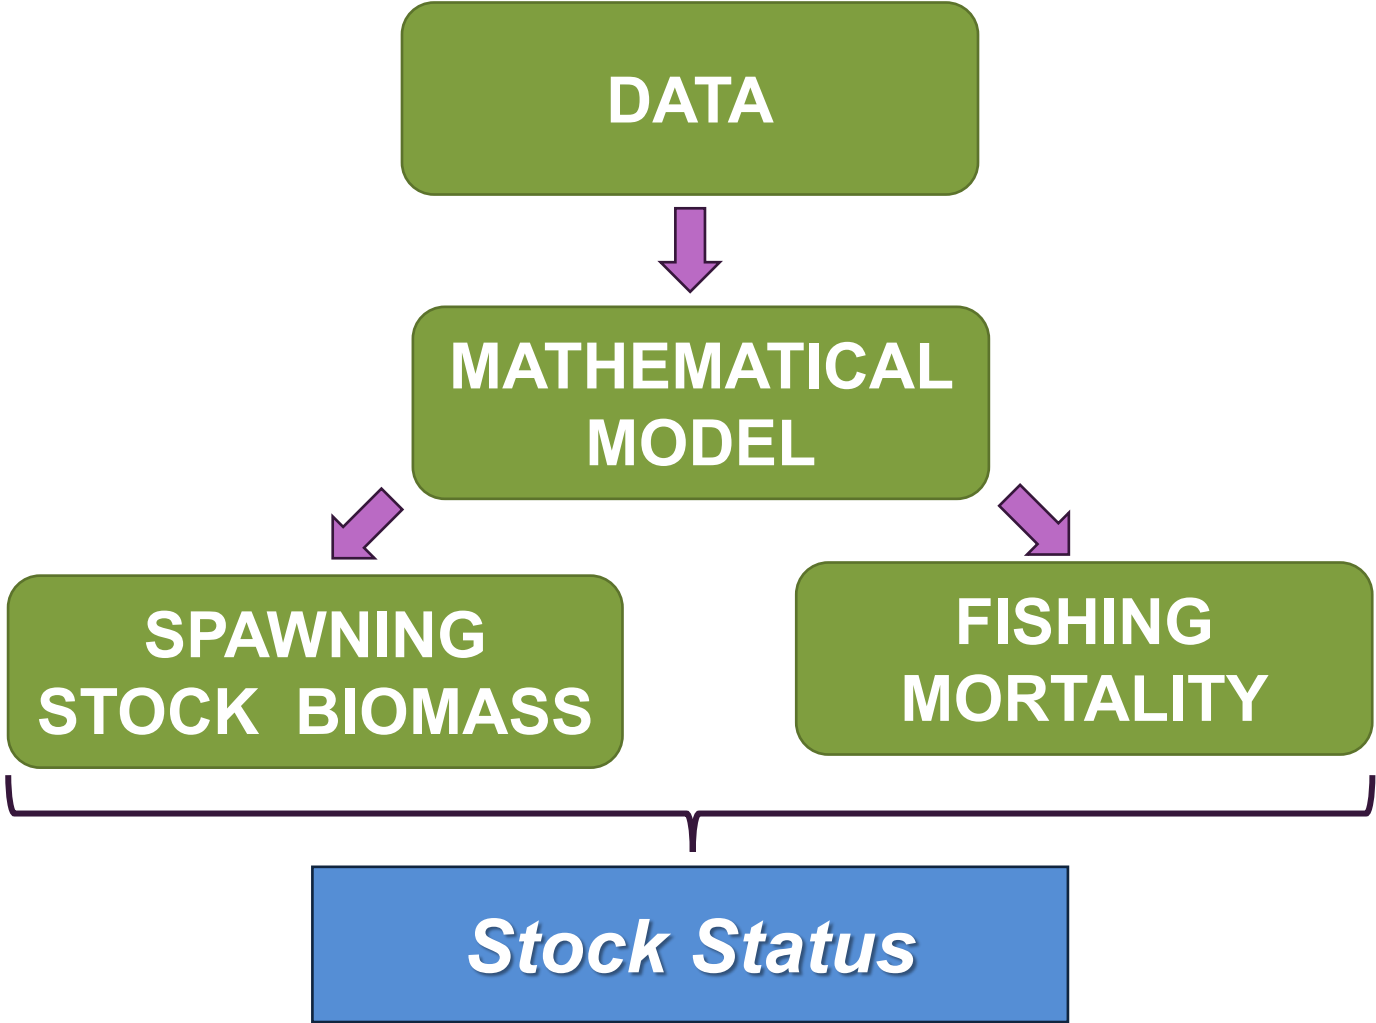 DATA
MATHEMATICAL
MODEL
SPAWNING
STOCK BIOMASS
FISHING
MORTALITY
Stock Status